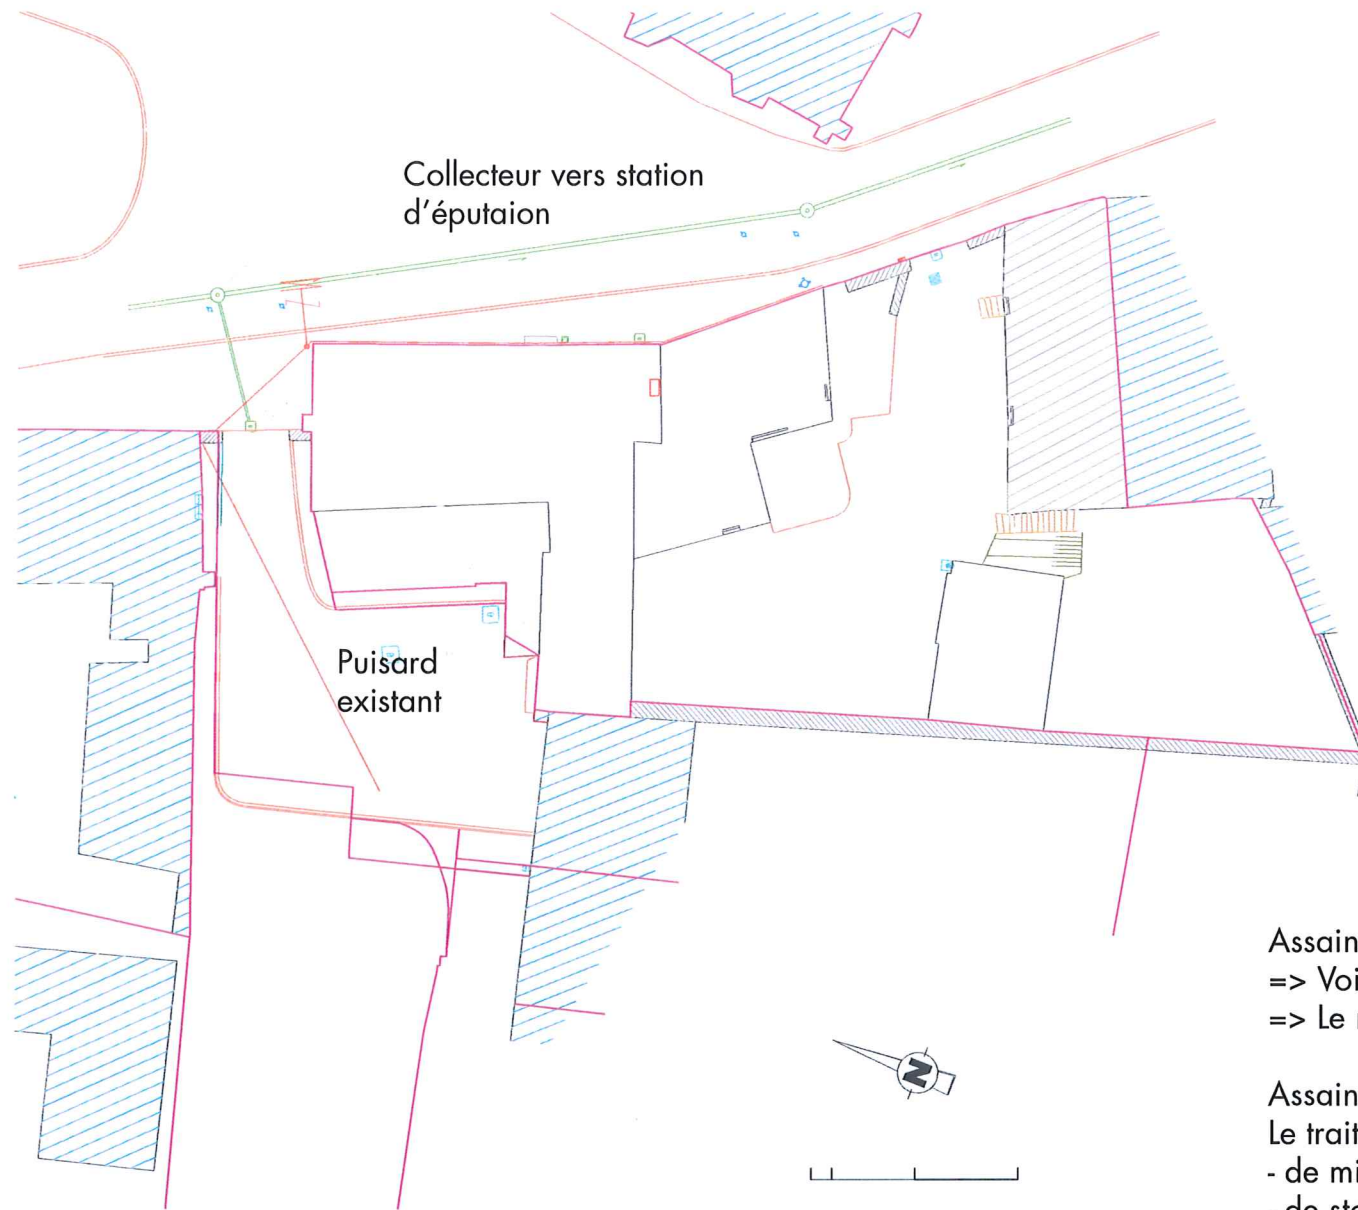 Collecteur vers station
d'éputaion
Puisard
existant
N
Assain
=> Voi
=> Le
Assain
Le trait
- de mi